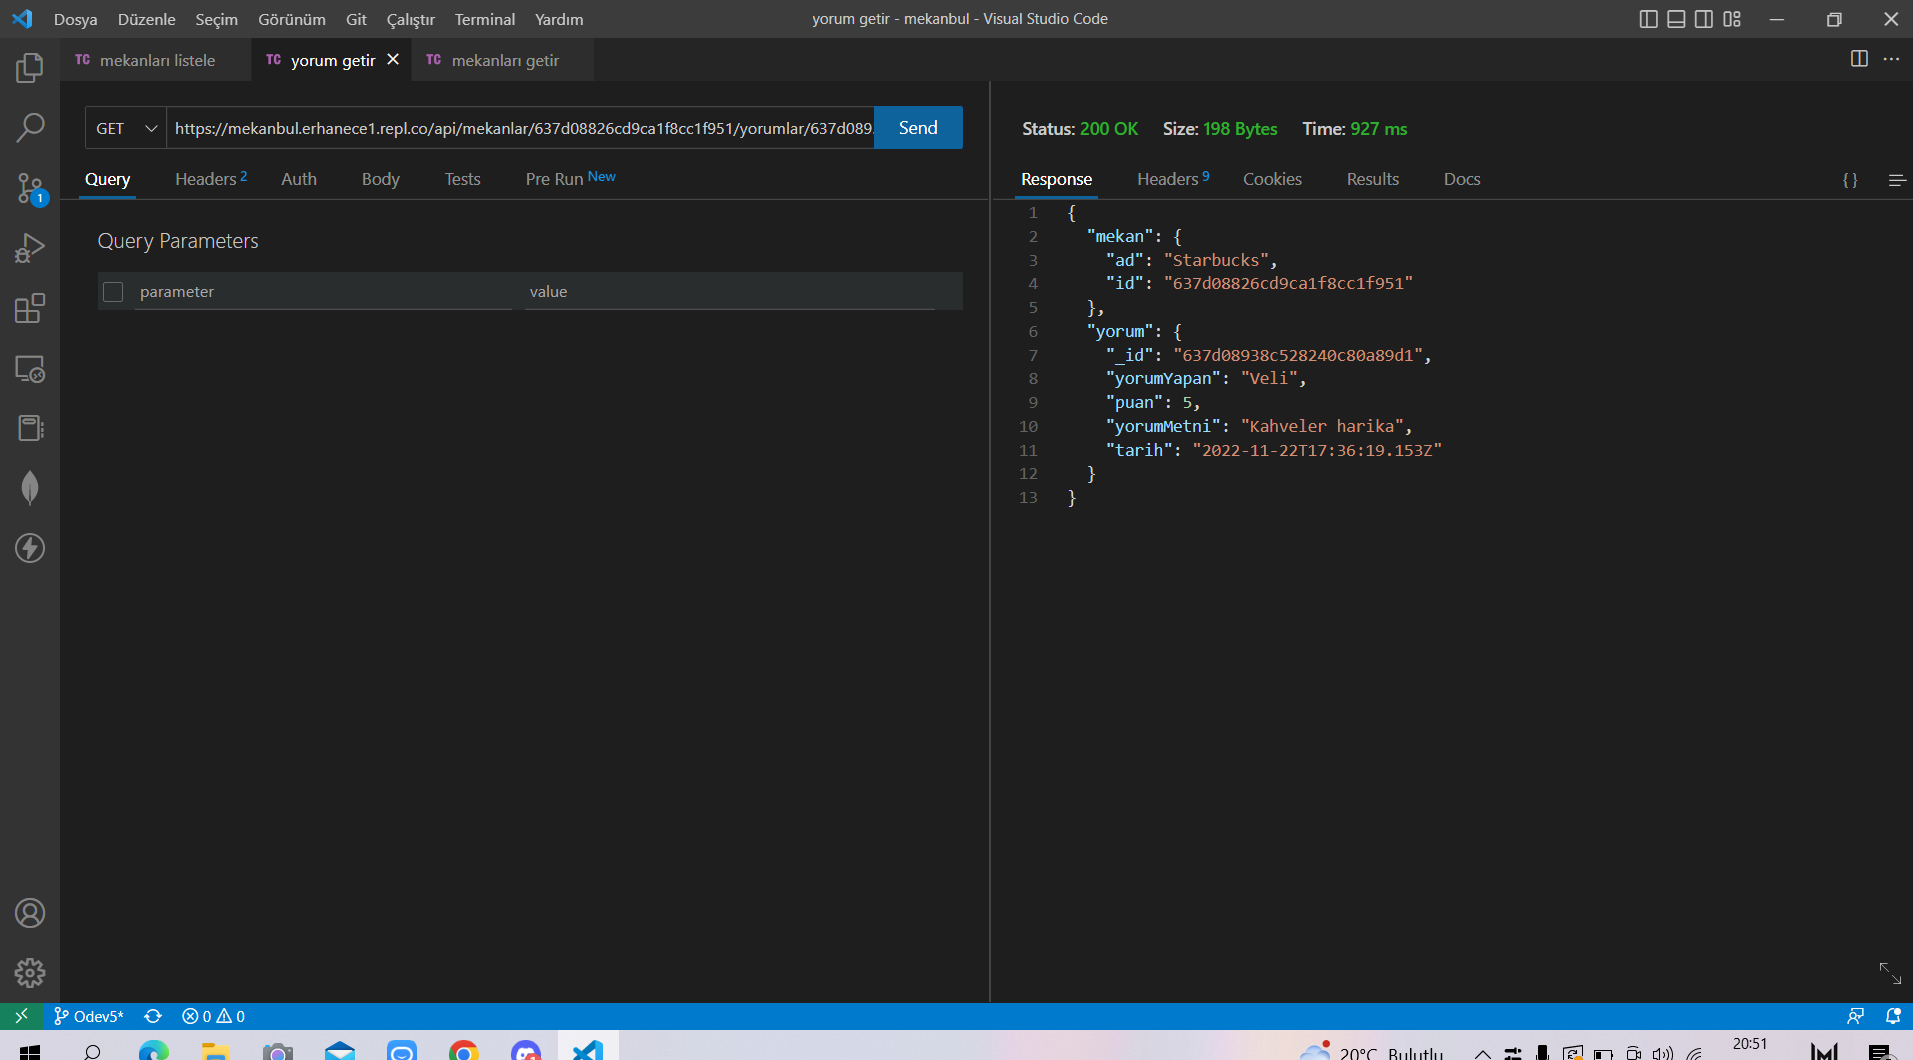 Dosya Düzenle Seçim Görünüm Git Çalıştır Terminal Yardım
yorum getir - mekanbul - Visual Studio Code
TC mekanları listele TC yorum getir TC mekanları getir
GET https://mekanbul.erhanece1.repl.co/api/mekanlar/637d08826cd9ca1f8cc1f951/yorumlar/637d089 Send
Query Headers 2 Auth Body Tests Pre Run New
Query Parameters
parameter value
Status: 200 OK Size: 198 Bytes Time: 927 ms
Response Headers 9 Cookies Results Docs { }
1 {
2 "mekan": {
3 "ad": "Starbucks",
4 "id": "637d08826cd9ca1f8cc1f951"
5 },
6 "yorum": {
7 "_id": "637d08938c528240c80a89d1",
8 "yorumYapan": "Veli",
9 "puan": 5,
10 "yorumMetni": "Kahveler harika",
11 "tarih": "2022-11-22T17:36:19.153Z"
12 }
13 }
1
Odev5* 0 0
20°C Bulutlu 20:51